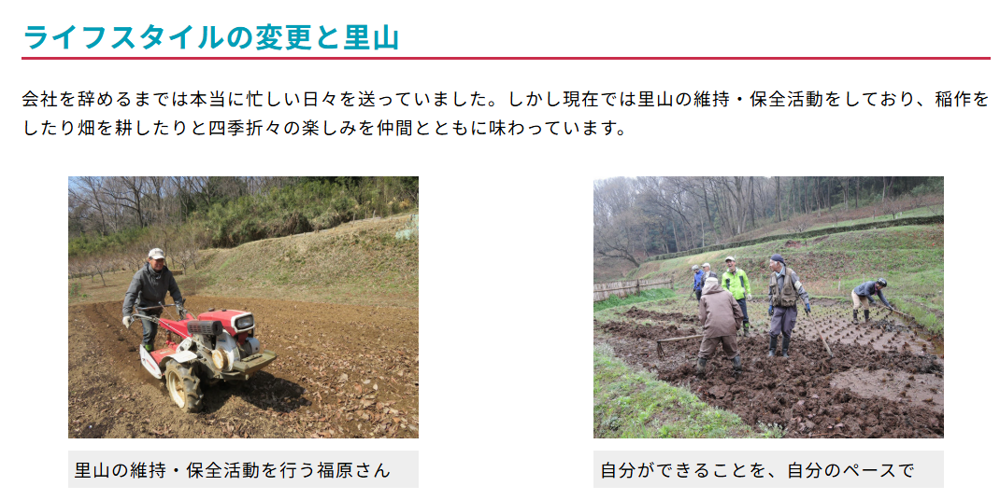 ライフスタイルの変更と里山
会社を辞めるまでは本当に忙しい日々を送っていました。しかし現在では里山の維持・保全活動をしており、稲作を
したり畑を耕したりと四季折々の楽しみを仲間とともに味わっています。
里山の維持・保全活動を行う福原さん
自分ができることを、自分のペースで